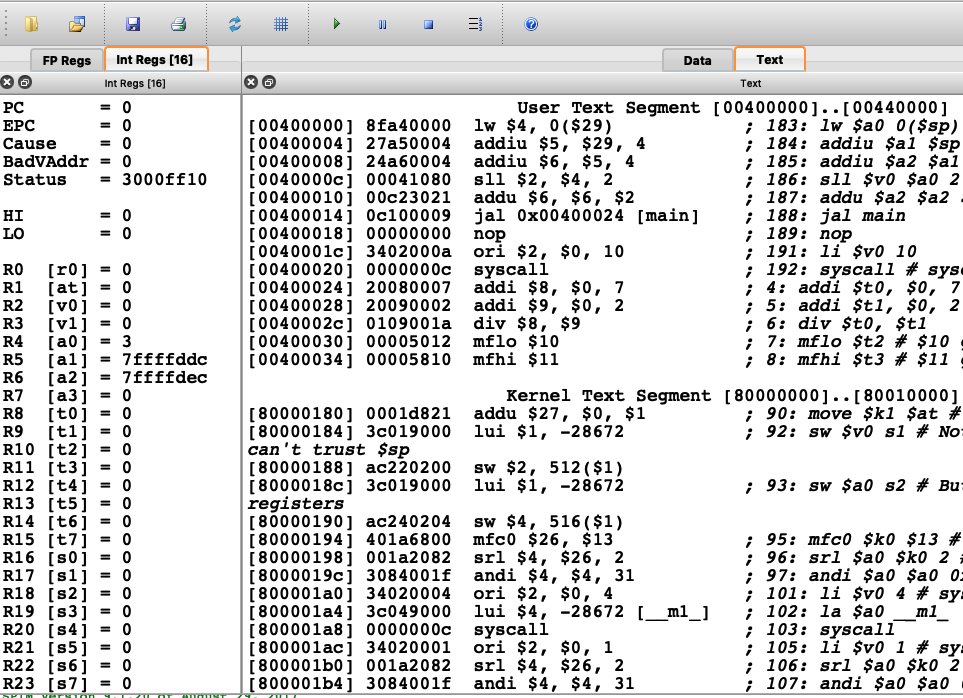 FP Regs
Int Regs [16]
Data
Text
Int Regs [16]
Text
PC       = 0
EPC      = 0
Cause    = 0
BadVAddr = 0
Status   = 3000ff10
HI       = 0
LO       = 0
R0  [r0] = 0
R1  [at] = 0
R2  [v0] = 0
R3  [v1] = 0
R4  [a0] = 3
R5  [a1] = 7ffffddc
R6  [a2] = 7ffffdec
R7  [a3] = 0
R8  [t0] = 0
R9  [t1] = 0
R10 [t2] = 0
R11 [t3] = 0
R12 [t4] = 0
R13 [t5] = 0
R14 [t6] = 0
R15 [t7] = 0
R16 [s0] = 0
R17 [s1] = 0
R18 [s2] = 0
R19 [s3] = 0
R20 [s4] = 0
R21 [s5] = 0
R22 [s6] = 0
R23 [s7] = 0
User Text Segment [00400000]..[00440000]
[00400000] 8fa40000  lw $4, 0($29)            ; 183: lw $a0 0($sp)
[00400004] 27a50004  addiu $5, $29, 4         ; 184: addiu $a1 $sp
[00400008] 24a60004  addiu $6, $5, 4          ; 185: addiu $a2 $a1
[0040000c] 00041080  sll $2, $4, 2            ; 186: sll $v0 $a0 2
[00400010] 00c23021  addu $6, $6, $2          ; 187: addu $a2 $a2
[00400014] 0c100009  jal 0x00400024 [main]    ; 188: jal main
[00400018] 00000000  nop                      ; 189: nop
[0040001c] 3402000a  ori $2, $0, 10           ; 191: li $v0 10
[00400020] 0000000c  syscall                  ; 192: syscall # sys
[00400024] 20080007  addi $8, $0, 7           ; 4: addi $t0, $0, 7
[00400028] 20090002  addi $9, $0, 2           ; 5: addi $t1, $0, 2
[0040002c] 0109001a  div $8, $9               ; 6: div $t0, $t1
[00400030] 00005012  mflo $10                 ; 7: mflo $t2 # $10
[00400034] 00005810  mfhi $11                 ; 8: mfhi $t3 # $11
Kernel Text Segment [80000000]..[80010000]
[80000180] 0001d821  addu $27, $0, $1         ; 90: move $k1 $at #
[80000184] 3c019000  lui $1, -28672           ; 92: sw $v0 s1 # Not
can't trust $sp
[80000188] ac220200  sw $2, 512($1)
[8000018c] 3c019000  lui $1, -28672           ; 93: sw $a0 s2 # But
registers
[80000190] ac240204  sw $4, 516($1)
[80000194] 401a6800  mfc0 $26, $13            ; 95: mfc0 $k0 $13 #
[80000198] 001a2082  srl $4, $26, 2           ; 96: srl $a0 $k0 2 #
[8000019c] 3084001f  andi $4, $4, 31          ; 97: andi $a0 $a0 0x
[800001a0] 34020004  ori $2, $0, 4            ; 101: li $v0 4 # sys
[800001a4] 3c049000  lui $4, -28672 [__m1_]   ; 102: la $a0 __m1_
[800001a8] 0000000c  syscall                  ; 103: syscall
[800001ac] 34020001  ori $2, $0, 1            ; 105: li $v0 1 # sys
[800001b0] 001a2082  srl $4, $26, 2           ; 106: srl $a0 $k0 2
[800001b4] 3084001f  andi $4, $4, 31          ; 107: andi $a0 $a0